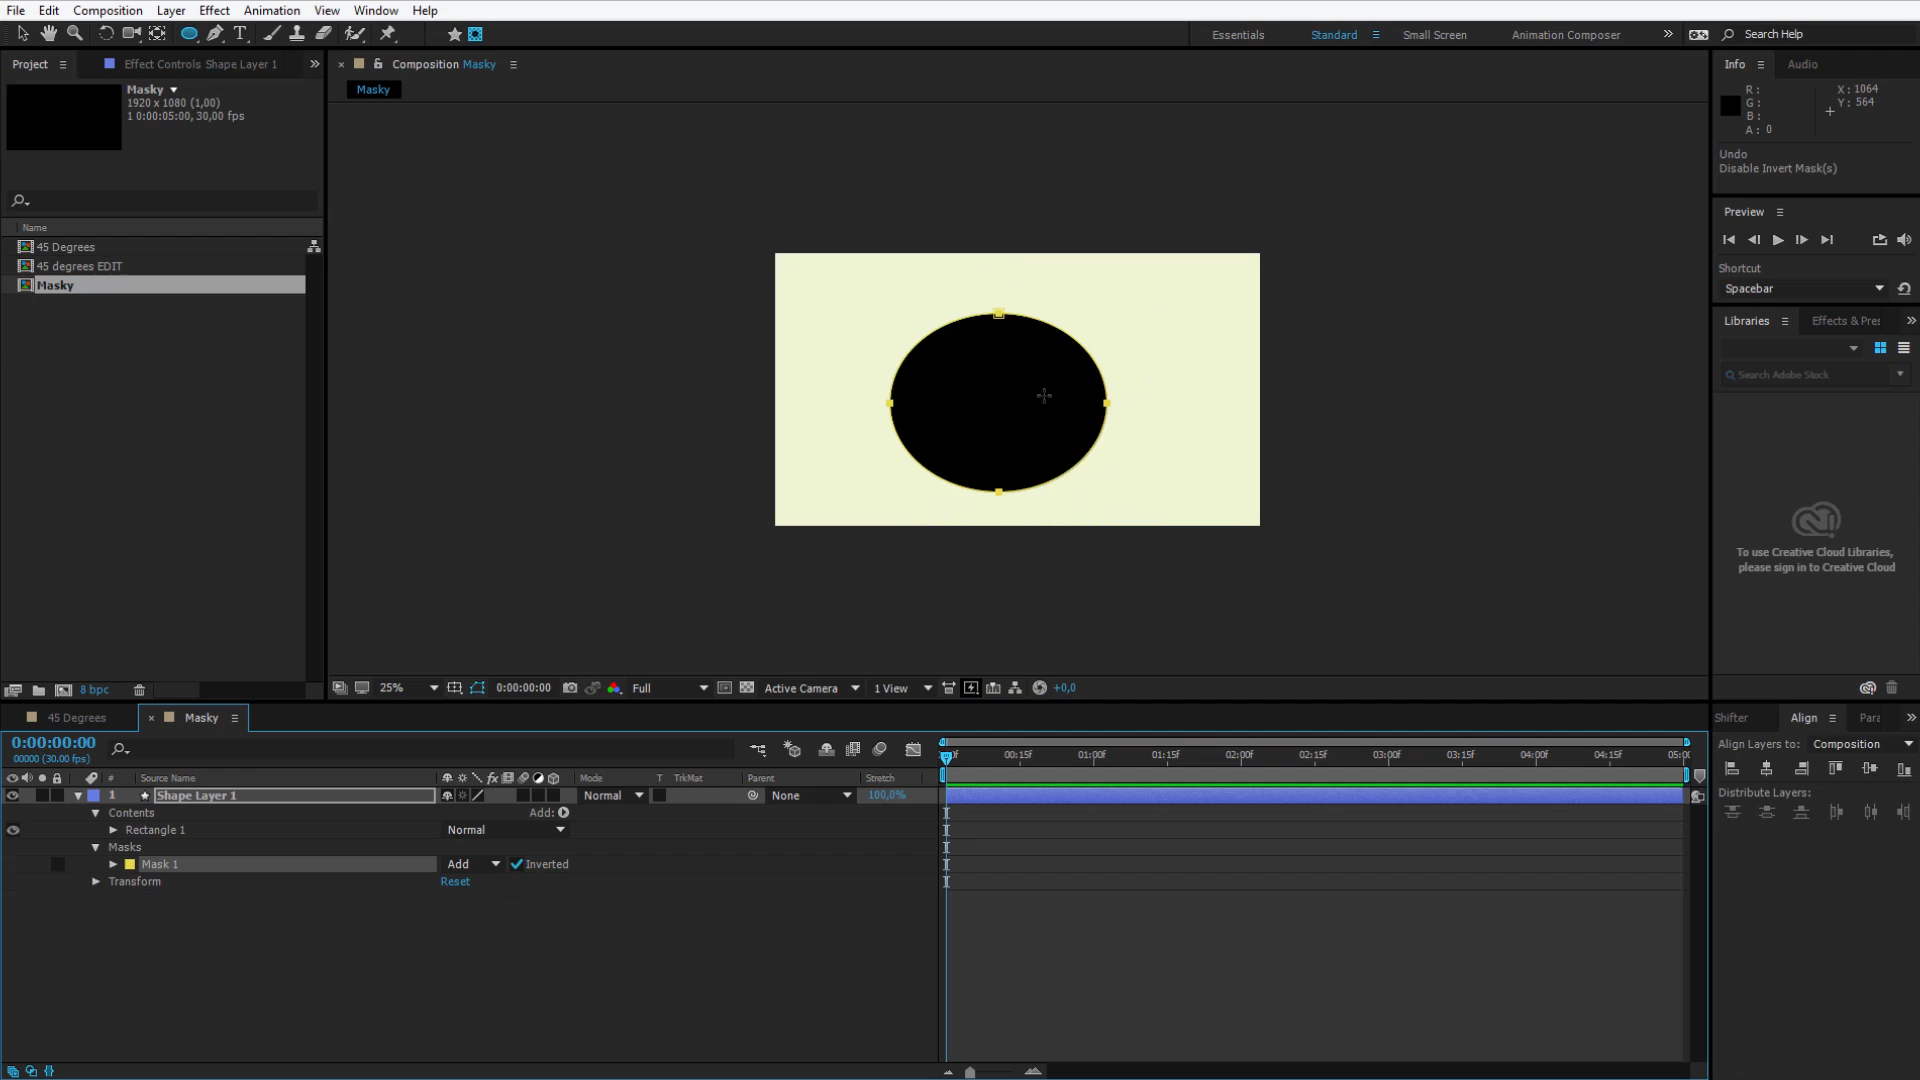 File Edit Composition Layer Effect Animation View Window Help
Essentials Standard Small Screen Animation Composer Search Help
Project Effect Controls Shape Layer 1
Composition Masky
Info Audio
Masky
1920 x 1080 (1,00)
1 0:00:05:00, 30,00 fps
Masky
R:
G:
B:
A: 0
X: 1064
Y: 564
Undo
Disable Invert Mask(s)
Name
45 Degrees
45 degrees EDIT
Masky
Preview
Shortcut
Spacebar
Libraries Effects & Pres
Search Adobe Stock
To use Creative Cloud Libraries,
please sign in to Creative Cloud
8 bpc
25% 0:00:00:00 Full Active Camera 1 View +0,0
45 Degrees Masky
Shifter Align Para
0:00:00:00
00000 (30.00 fps)
Align Layers to: Composition
00:15f 01:00f 01:15f 02:00f 02:15f 03:00f 03:15f 04:00f 04:15f 05:00
# Source Name Mode T TrkMat Parent Stretch
1 Shape Layer 1 Normal None 100,0%
Distribute Layers:
Contents Add:
Rectangle 1 Normal
Masks
Mask 1 Add Inverted
Transform Reset